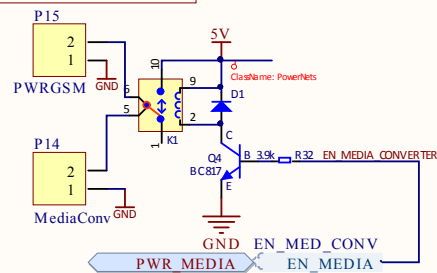 P15
5V
2
1
10
ClassName: PowerNets
PWRGSM
GND
6
9
D1
5
P14
2
K1
1
C
2
1
Q4
BC817
B
3.9k
R32
EN_MEDIA_CONVERTER
E
MediaConv
GND
GND
EN_MED_CONV
PWR_MEDIA
EN_MEDIA